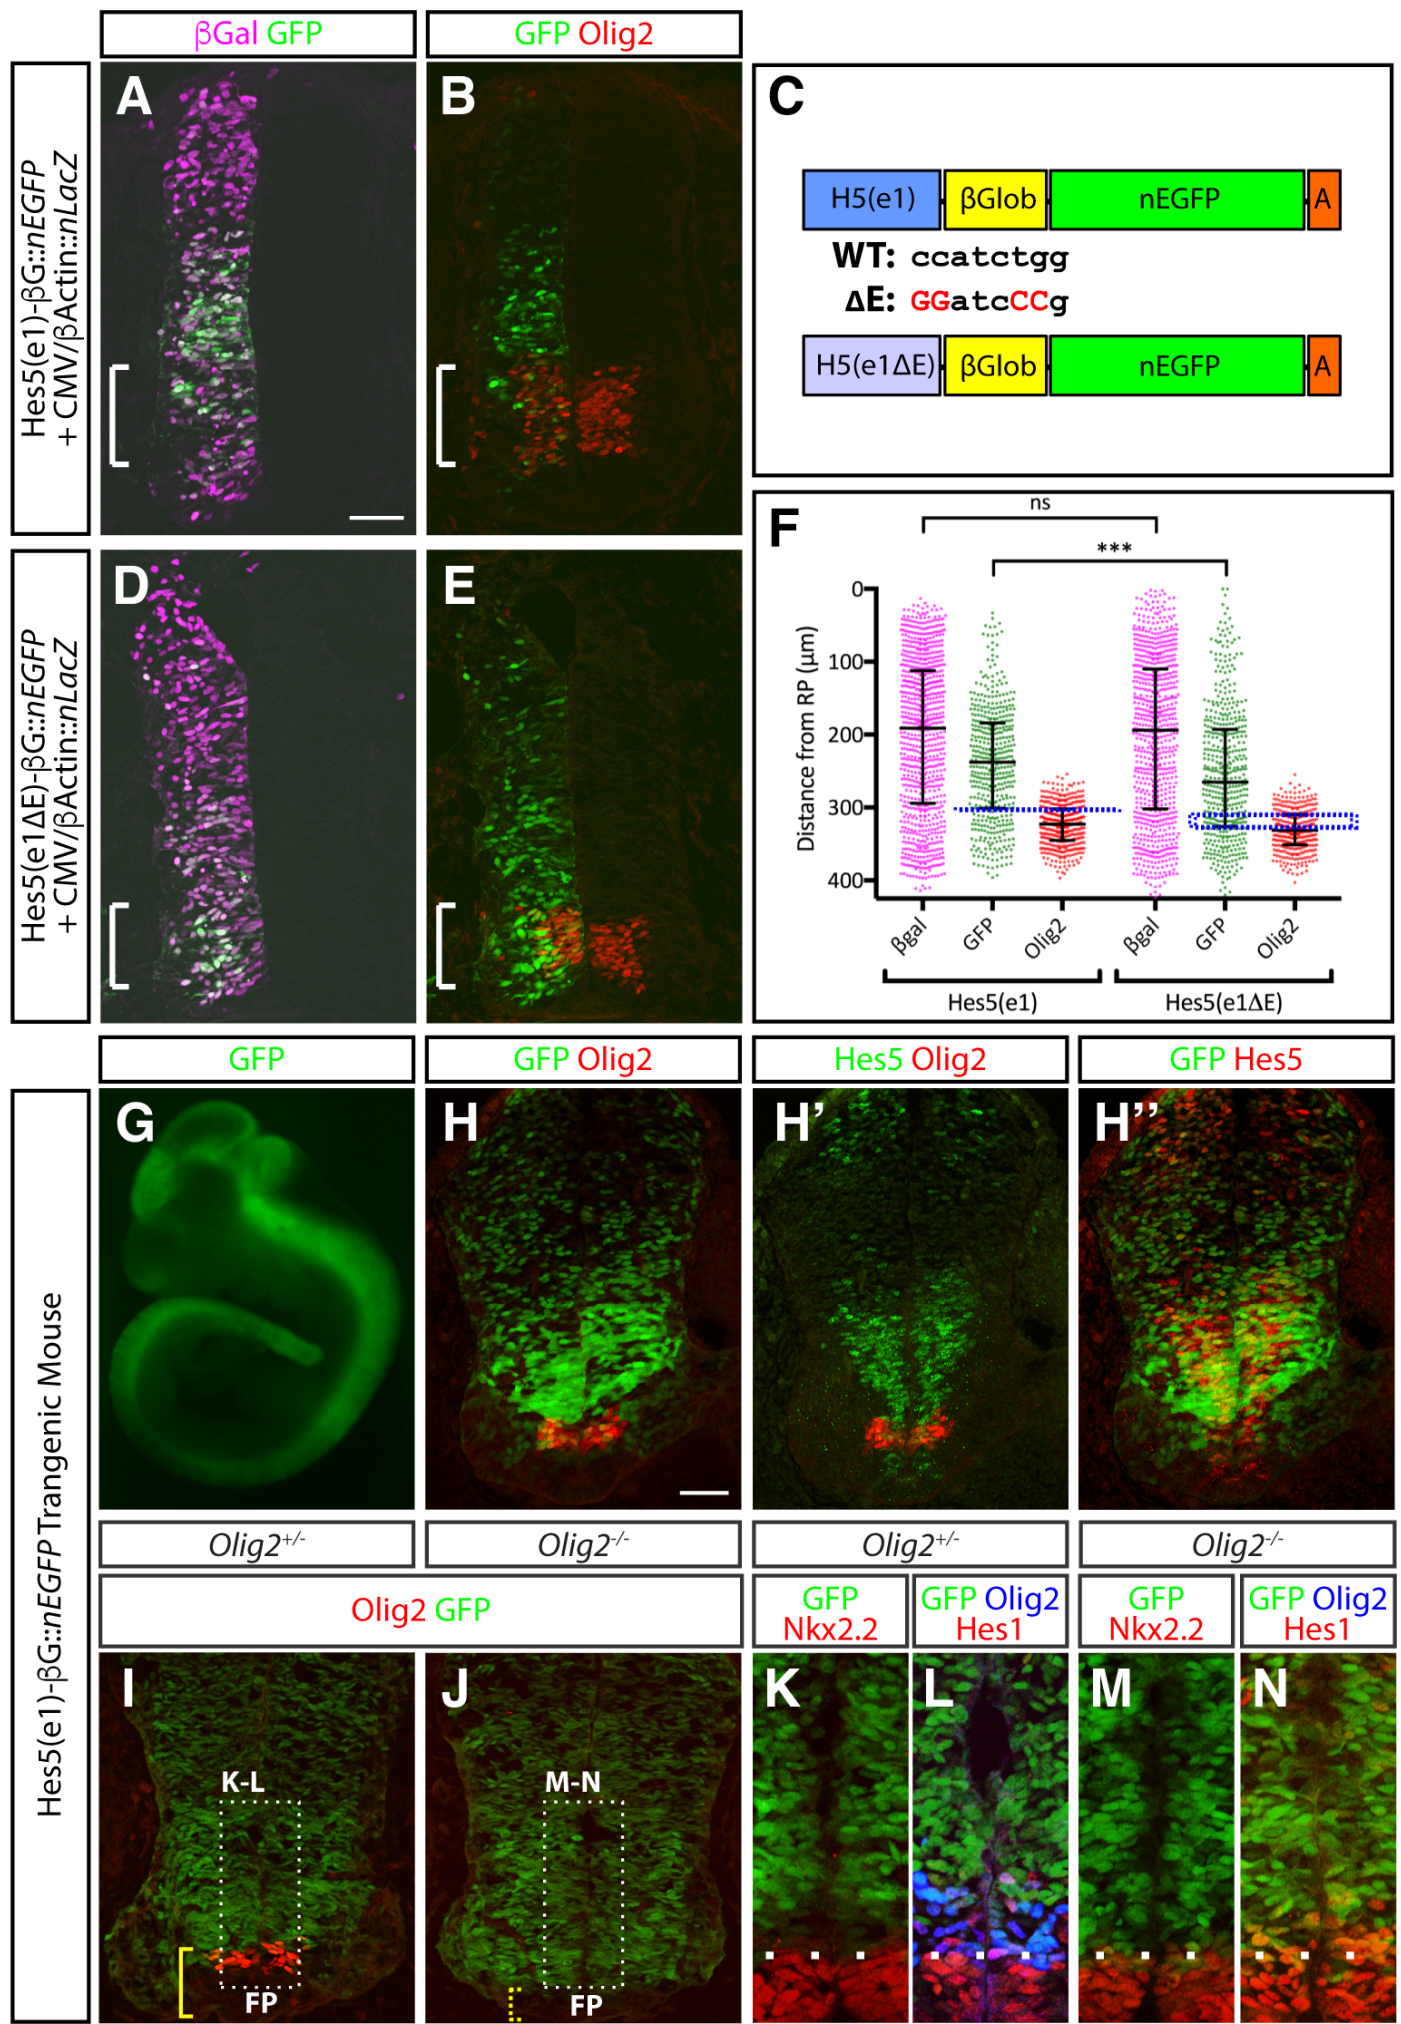 βGal GFP
GFP Olig2
Hes5(e1)-βG::nEGFP
+ CMV/βActin::nLacZ
A
B
C
H5(e1) βGlob nEGFP A
WT: ccatctgg
ΔE: GGatcCCg
H5(e1ΔE) βGlob nEGFP A
Hes5(e1ΔE)-βG::nEGFP
+ CMV/βActin::nLacZ
D
E
F
ns
***
Distance from RP (μm)
0
100
200
300
400
βgal GFP Olig2 βgal GFP Olig2
Hes5(e1) Hes5(e1ΔE)
Hes5(e1)-βG::nEGFP Trangenic Mouse
GFP
GFP Olig2
Hes5 Olig2
GFP Hes5
G
H
H’
H’’
Olig2+/-
Olig2-/-
Olig2+/-
Olig2-/-
Olig2 GFP
GFP
Nkx2.2
GFP Olig2
Hes1
GFP
Nkx2.2
GFP Olig2
Hes1
I
K-L
FP
J
M-N
FP
K
L
M
N